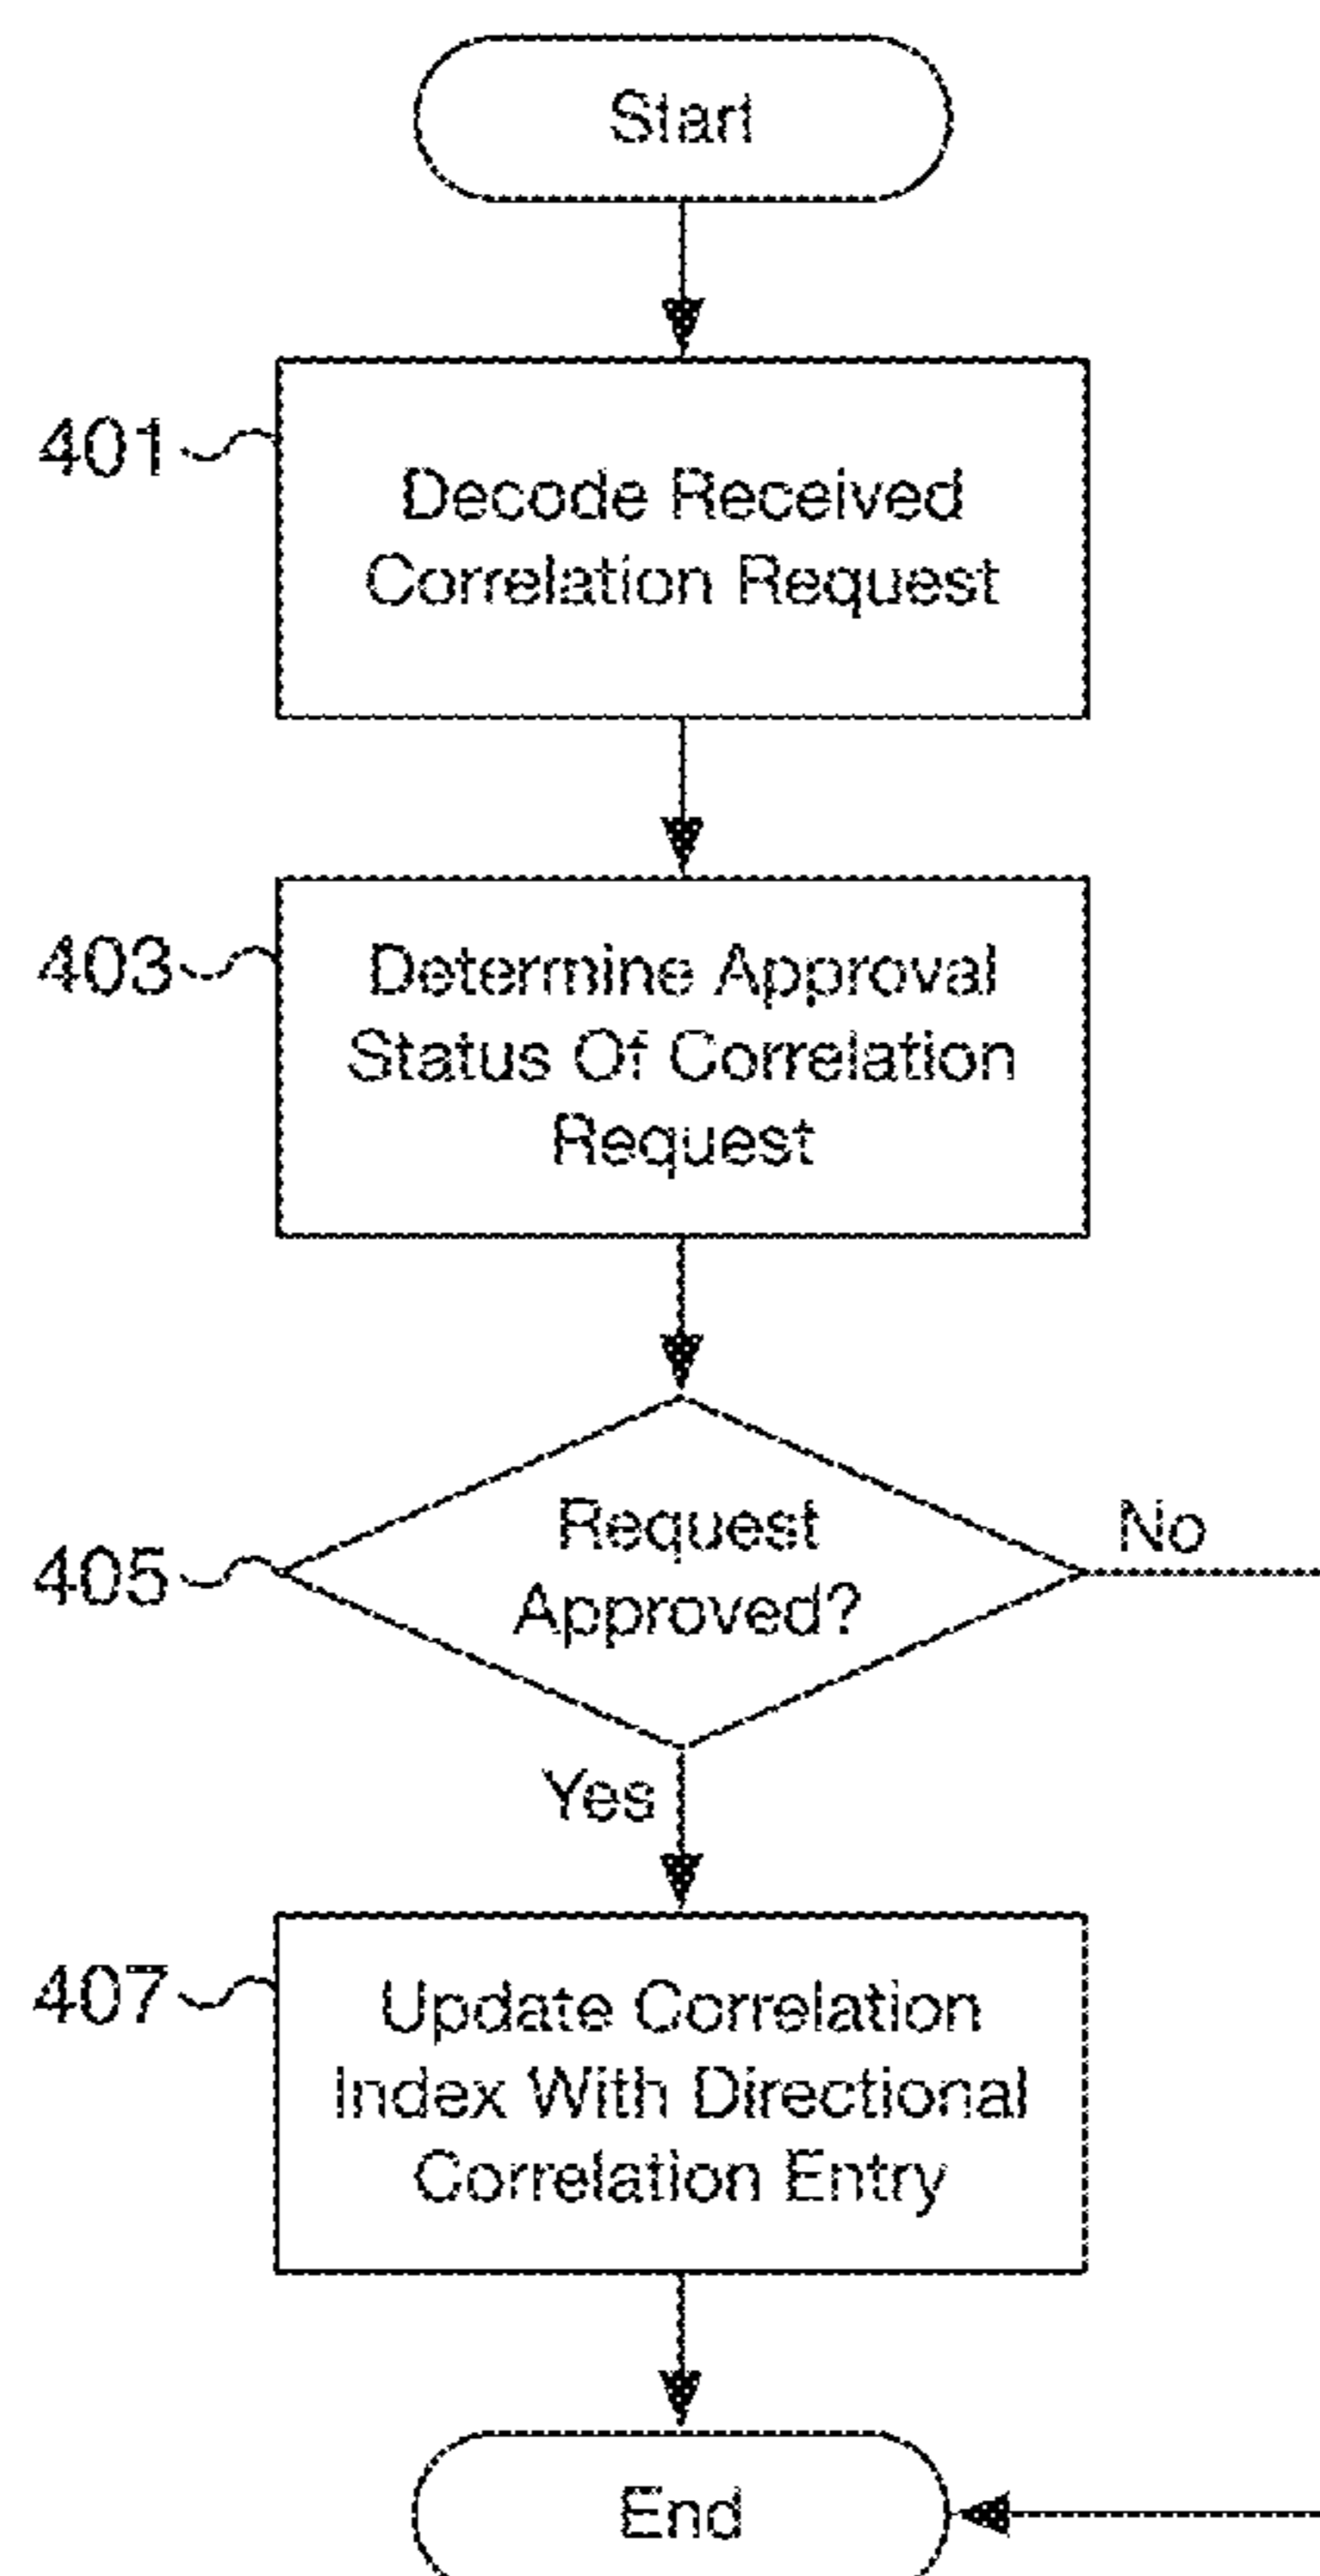 Start
401
Decode Received
Correlation Request
403
Determine Approval
Status Of Correlation
Request
405
Request
Approved?
No
Yes
407
Update Correlation
Index With Directional
Correlation Entry
End